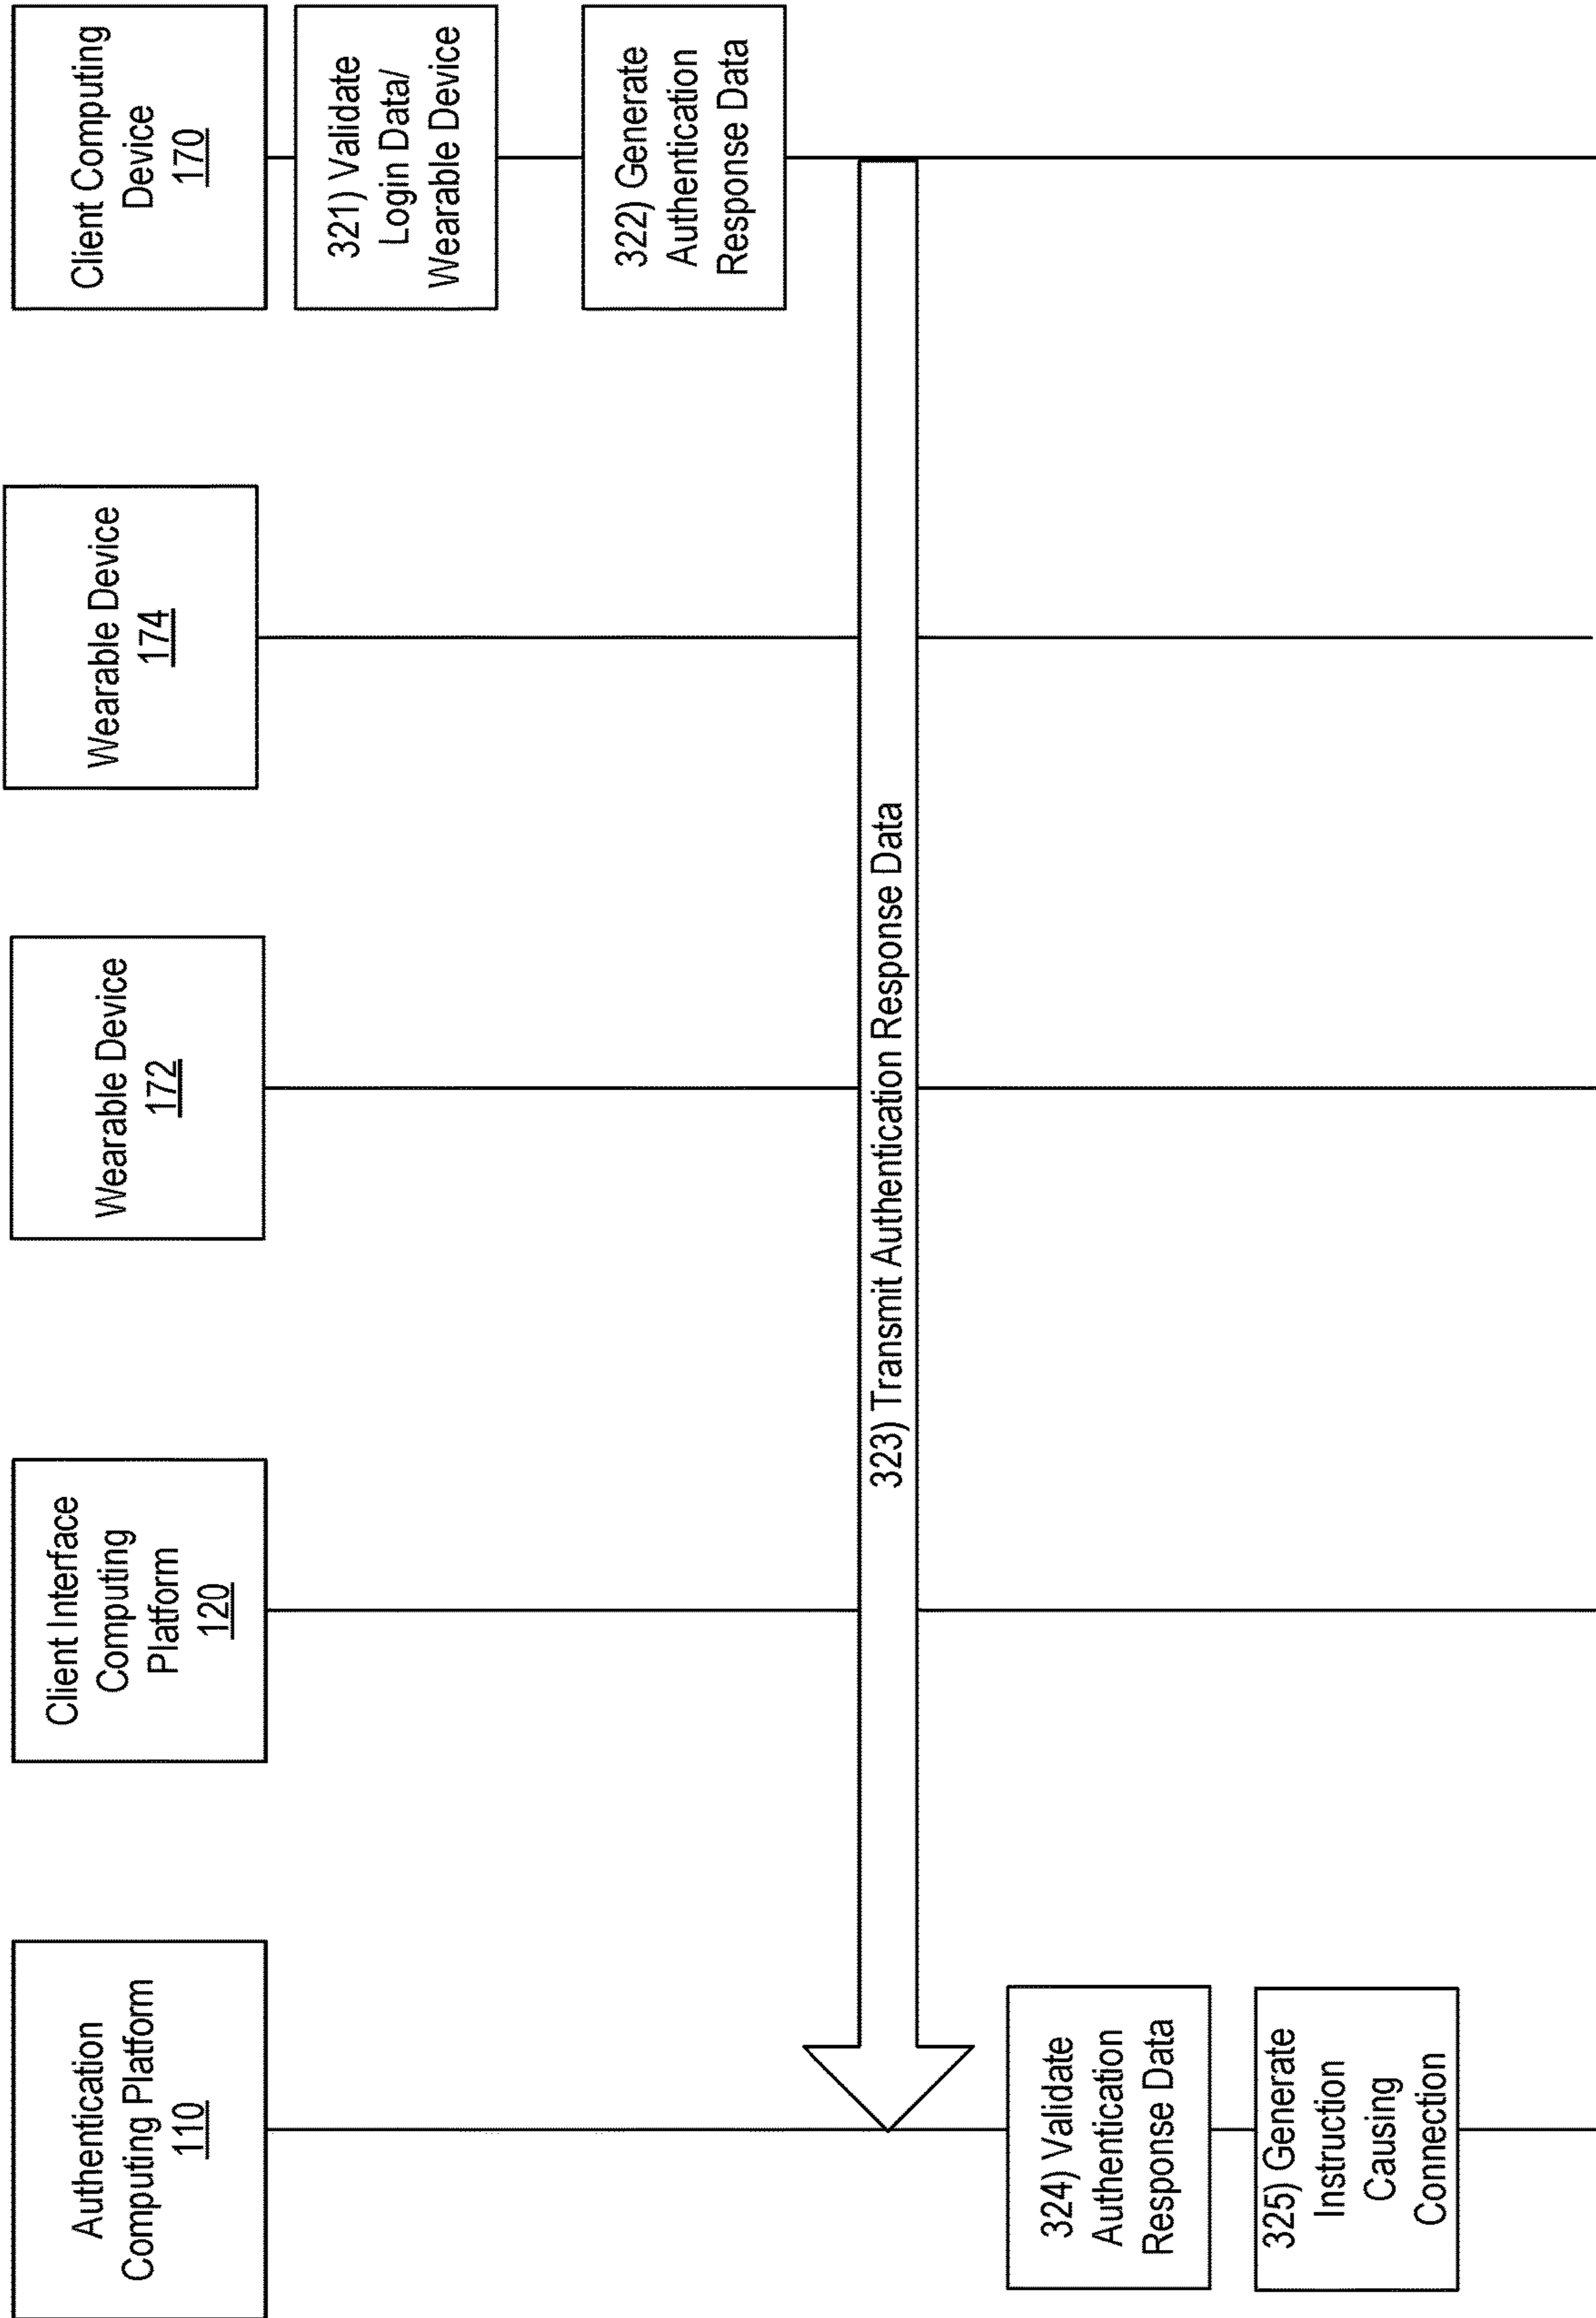 Authentication
Computing Platform
110
Client Interface
Computing
Platform
120
Wearable Device
172
Wearable Device
174
Client Computing
Device
170
321) Validate
Login Data/
Wearable Device
322) Generate
Authentication
Response Data
323) Transmit Authentication Response Data
324) Validate
Authentication
Response Data
325) Generate
Instruction
Causing
Connection